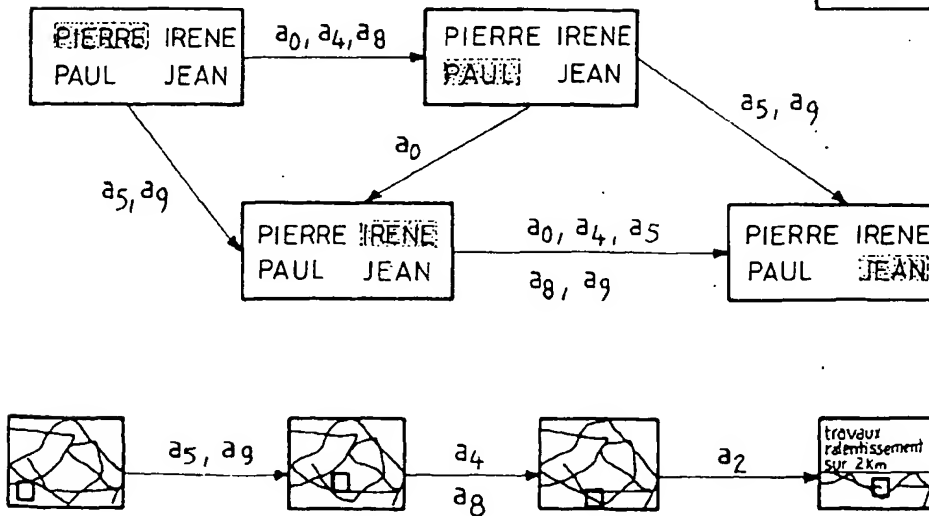 PIERRE IRENE
PAUL JEAN
a0, a4, a8
PIERRE IRENE
PAUL JEAN
a5, a9
a0
a5, a9
PIERRE IRENE
PAUL JEAN
a0, a4, a5
a8, a9
PIERRE IRENE
PAUL JEAN
a5, a9
a4
a8
a2
travaux
ralentissement
sur 2km